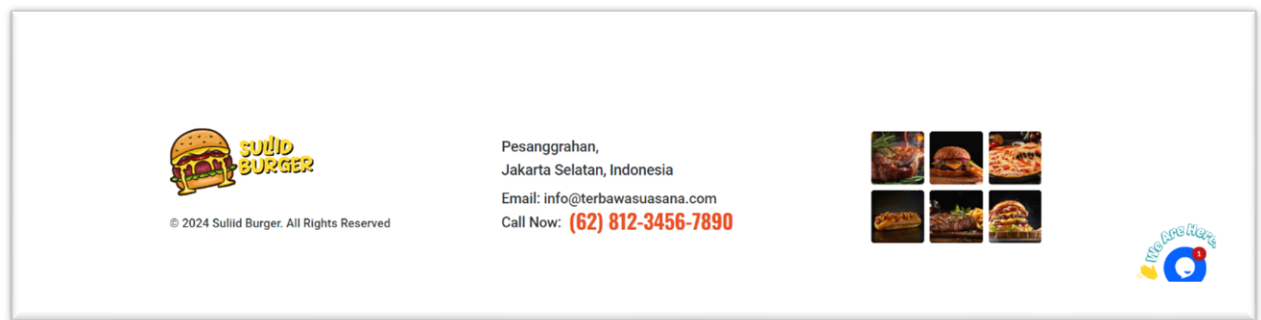 SULIID
BURGER
© 2024 Suliid Burger. All Rights Reserved
Pesanggrahan,
Jakarta Selatan, Indonesia
Email: info@terbawasuasana.com
Call Now: (62) 812-3456-7890
We Are Here!
1